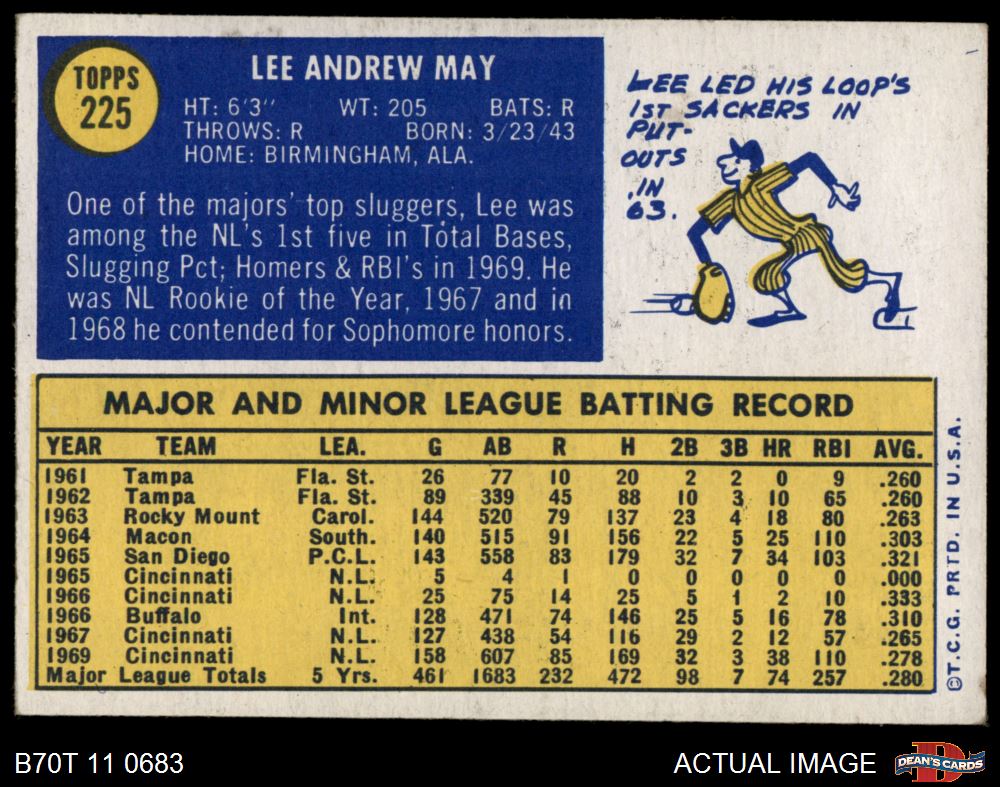 TOPPS
225
LEE ANDREW MAY
HT: 6'3" WT: 205 BATS: R
THROWS: R BORN: 3/23/43
HOME: BIRMINGHAM, ALA.
One of the majors' top sluggers, Lee was
among the NL's 1st five in Total Bases,
Slugging Pct; Homers & RBI's in 1969. He
was NL Rookie of the Year, 1967 and in
1968 he contended for Sophomore honors.
LEE LED HIS LOOP'S
1ST SACKERS IN
PUT-
OUTS
IN
63.
MAJOR AND MINOR LEAGUE BATTING RECORD
YEAR TEAM LEA. G AB R H 2B 3B HR RBI AVG.
1961 Tampa Fla. St. 26 77 10 20 2 2 0 9 .260
1962 Tampa Fla. St. 89 339 45 88 10 3 10 65 .260
1963 Rocky Mount Carol. 144 520 79 137 23 4 18 80 .263
1964 Macon South. 140 515 91 156 22 5 25 110 .303
1965 San Diego P.C.L. 143 558 83 179 32 7 34 103 .321
1965 Cincinnati N.L. 5 4 1 0 0 0 0 0 .000
1966 Cincinnati N.L. 25 75 14 25 5 1 2 10 .333
1966 Buffalo Int. 128 471 74 146 25 5 16 78 .310
1967 Cincinnati N.L. 127 438 54 116 29 2 12 57 .265
1969 Cincinnati N.L. 158 607 85 169 32 3 38 110 .278
Major League Totals 5 Yrs. 461 1683 232 472 98 7 74 257 .280
©T.C.G. PRTD. IN U.S.A.
B70T 11 0683
ACTUAL IMAGE
DEAN'S CARDS